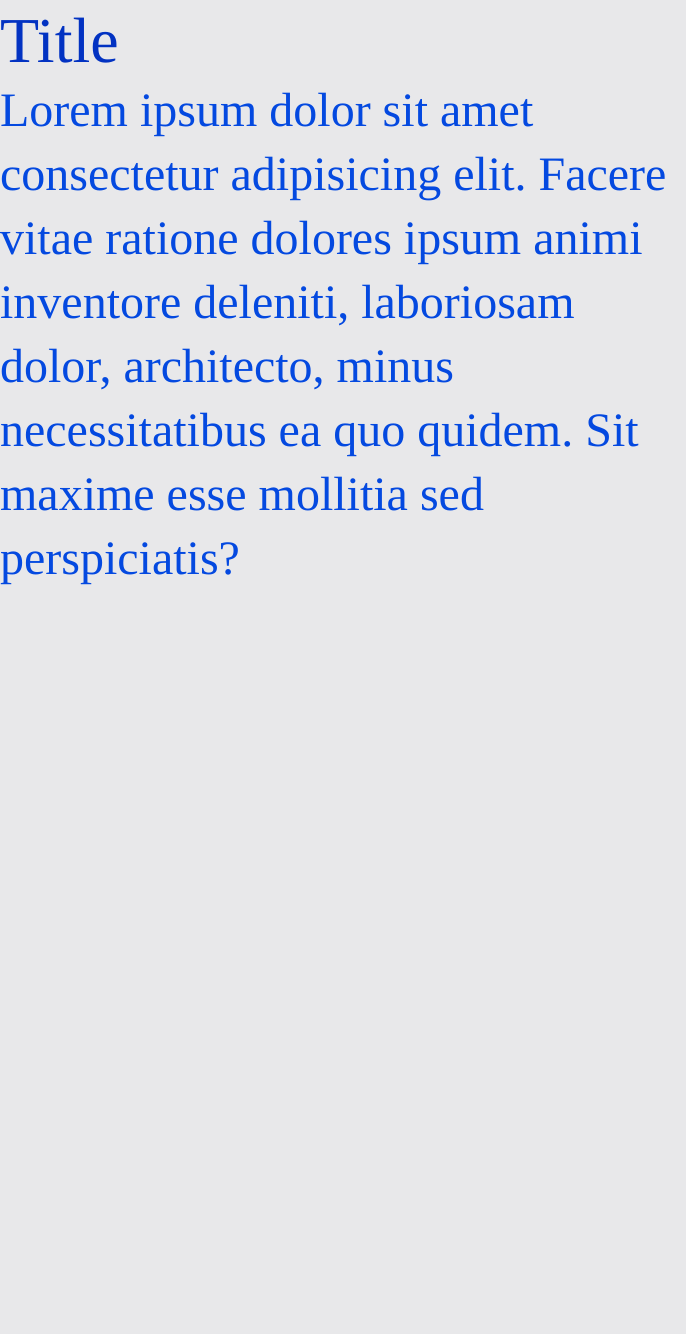 Title
Lorem ipsum dolor sit amet
consectetur adipisicing elit. Facere
vitae ratione dolores ipsum animi
inventore deleniti, laboriosam
dolor, architecto, minus
necessitatibus ea quo quidem. Sit
maxime esse mollitia sed
perspiciatis?